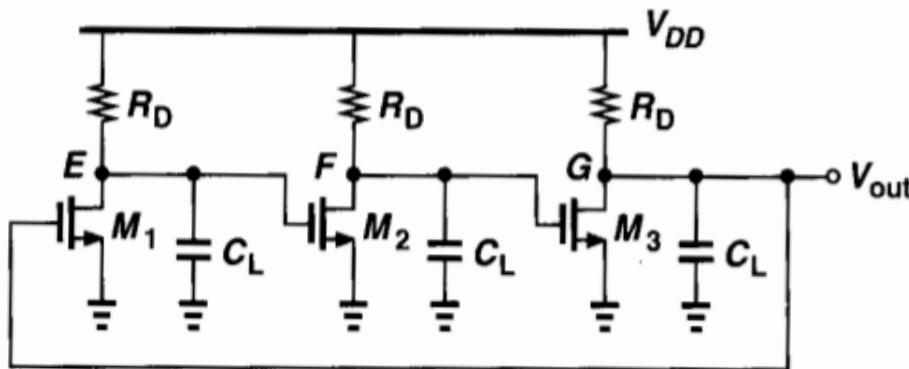 V_DD
R_D R_D R_D
E F G V_out
M_1 C_L M_2 C_L M_3 C_L